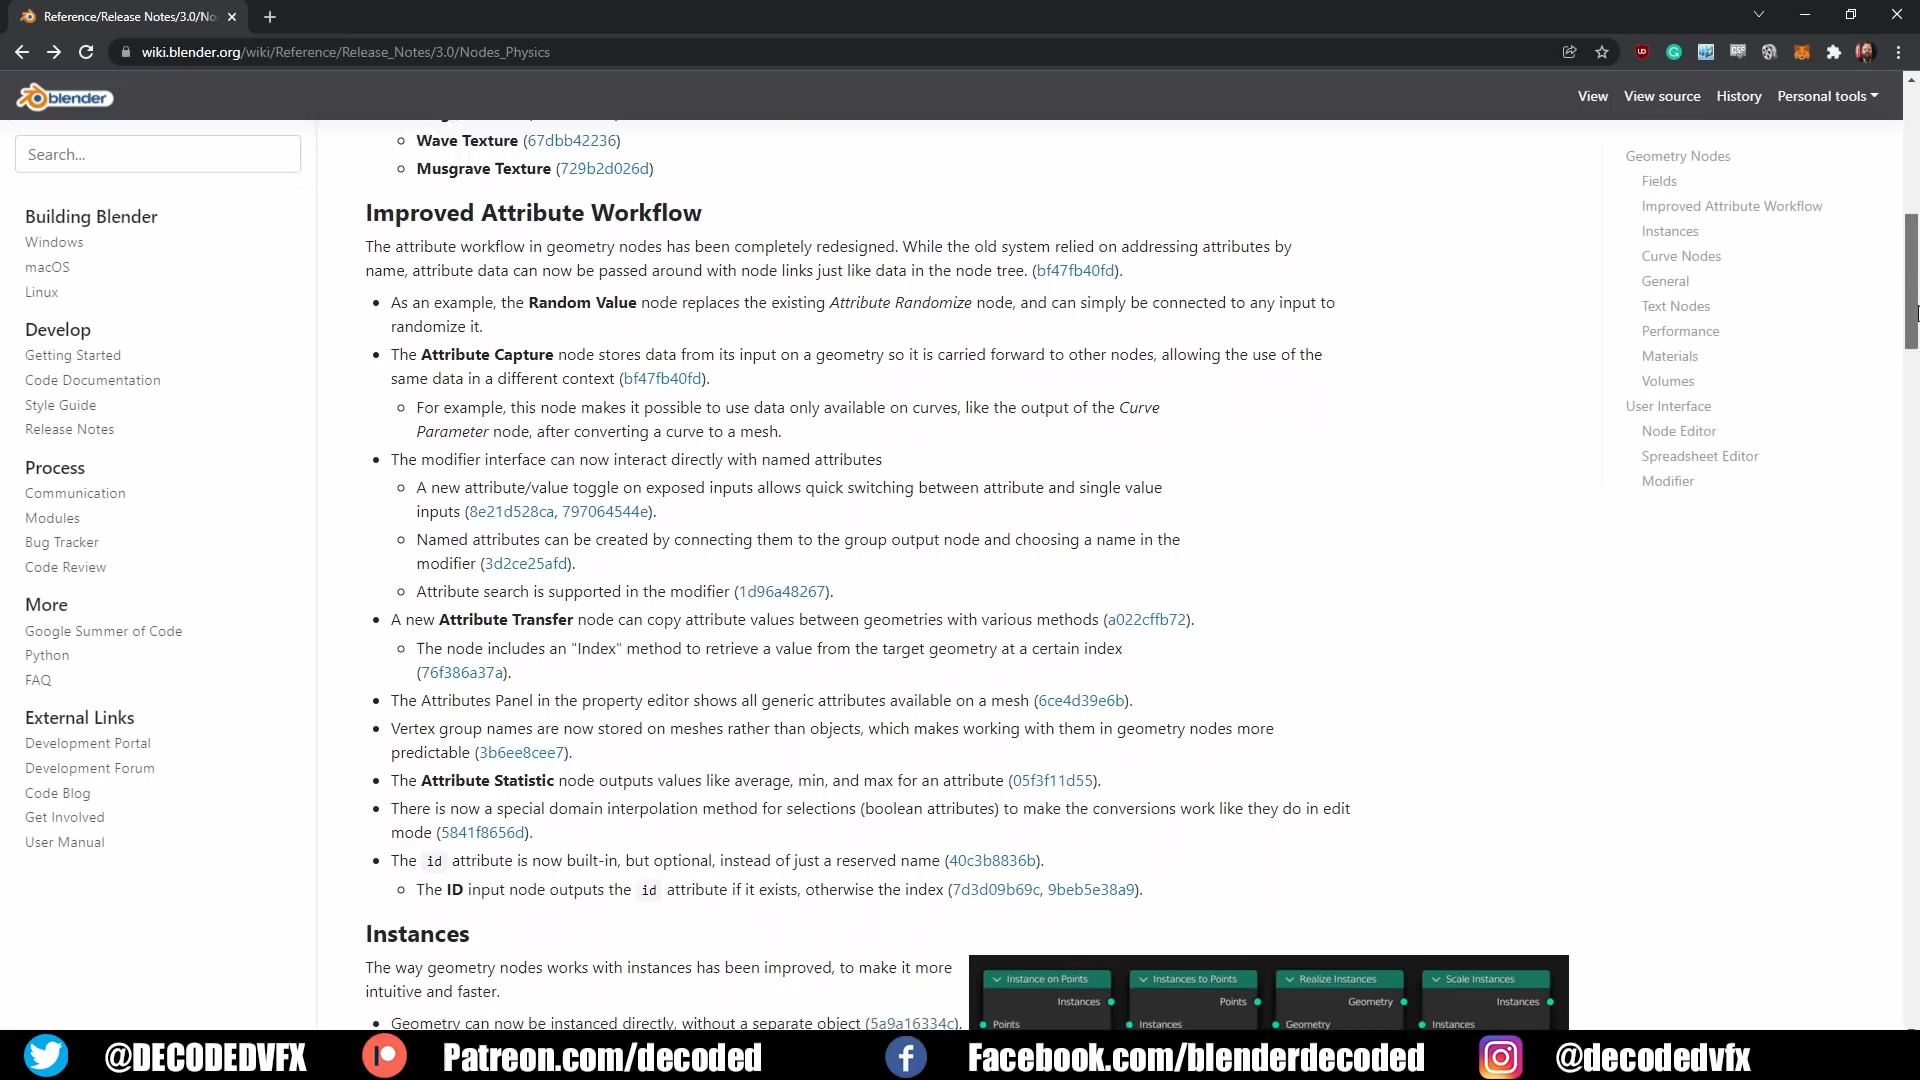 Reference/Release Notes/3.0/No
wiki.blender.org/wiki/Reference/Release_Notes/3.0/Nodes_Physics
blender
View
View source
History
Personal tools
Search...
Building Blender
Windows
macOS
Linux
Develop
Getting Started
Code Documentation
Style Guide
Release Notes
Process
Communication
Modules
Bug Tracker
Code Review
More
Google Summer of Code
Python
FAQ
External Links
Development Portal
Development Forum
Code Blog
Get Involved
User Manual
Wave Texture (67dbb42236)
Musgrave Texture (729b2d026d)
Improved Attribute Workflow
The attribute workflow in geometry nodes has been completely redesigned. While the old system relied on addressing attributes by
name, attribute data can now be passed around with node links just like data in the node tree. (bf47fb40fd).
As an example, the Random Value node replaces the existing Attribute Randomize node, and can simply be connected to any input to
randomize it.
The Attribute Capture node stores data from its input on a geometry so it is carried forward to other nodes, allowing the use of the
same data in a different context (bf47fb40fd).
For example, this node makes it possible to use data only available on curves, like the output of the Curve
Parameter node, after converting a curve to a mesh.
The modifier interface can now interact directly with named attributes
A new attribute/value toggle on exposed inputs allows quick switching between attribute and single value
inputs (8e21d528ca, 797064544e).
Named attributes can be created by connecting them to the group output node and choosing a name in the
modifier (3d2ce25afd).
Attribute search is supported in the modifier (1d96a48267).
A new Attribute Transfer node can copy attribute values between geometries with various methods (a022cffb72).
The node includes an "Index" method to retrieve a value from the target geometry at a certain index
(76f386a37a).
The Attributes Panel in the property editor shows all generic attributes available on a mesh (6ce4d39e6b).
Vertex group names are now stored on meshes rather than objects, which makes working with them in geometry nodes more
predictable (3b6ee8cee7).
The Attribute Statistic node outputs values like average, min, and max for an attribute (05f3f11d55).
There is now a special domain interpolation method for selections (boolean attributes) to make the conversions work like they do in edit
mode (5841f8656d).
The id attribute is now built-in, but optional, instead of just a reserved name (40c3b8836b).
The ID input node outputs the id attribute if it exists, otherwise the index (7d3d09b69c, 9beb5e38a9).
Instances
The way geometry nodes works with instances has been improved, to make it more
intuitive and faster.
Geometry can now be instanced directly, without a separate object (5a9a16334c).
Instance on Points
Instances
Points
Instances to Points
Points
Instances
Realize Instances
Geometry
Geometry
Scale Instances
Instances
Instances
Geometry Nodes
Fields
Improved Attribute Workflow
Instances
Curve Nodes
General
Text Nodes
Performance
Materials
Volumes
User Interface
Node Editor
Spreadsheet Editor
Modifier
@DECODEDVFX
Patreon.com/decoded
Facebook.com/blenderdecoded
@decodedvfx